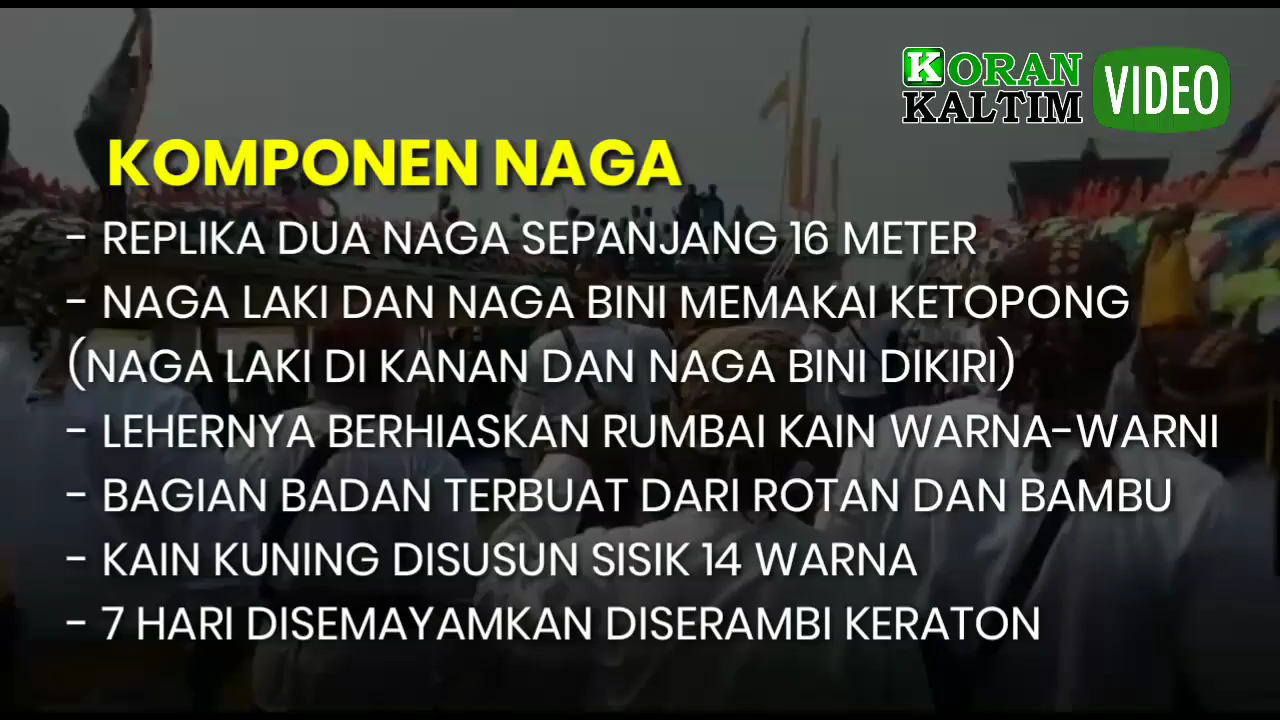 KORAN
KALTIM
VIDEO
KOMPONEN NAGA
- REPLIKA DUA NAGA SEPANJANG 16 METER
- NAGA LAKI DAN NAGA BINI MEMAKAI KETOPONG
(NAGA LAKI DI KANAN DAN NAGA BINI DIKIRI)
- LEHERNYA BERHIASKAN RUMBAI KAIN WARNA-WARNI
- BAGIAN BADAN TERBUAT DARI ROTAN DAN BAMBU
- KAIN KUNING DISUSUN SISIK 14 WARNA
- 7 HARI DISEMAYAMKAN DISERAMBI KERATON